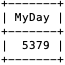 +-------+
| MyDay |
+-------+
|  5379 |
+-------+